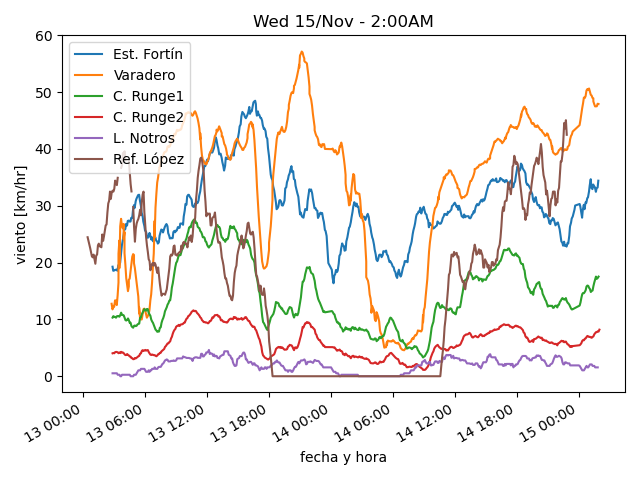 Wed 15/Nov - 2:00AM
60
50
40
30
20
10
0
viento [km/hr]
Est. Fortín
Varadero
C. Runge1
C. Runge2
L. Notros
Ref. López
13 00:00
13 06:00
13 12:00
13 18:00
14 00:00
14 06:00
14 12:00
14 18:00
15 00:00
fecha y hora